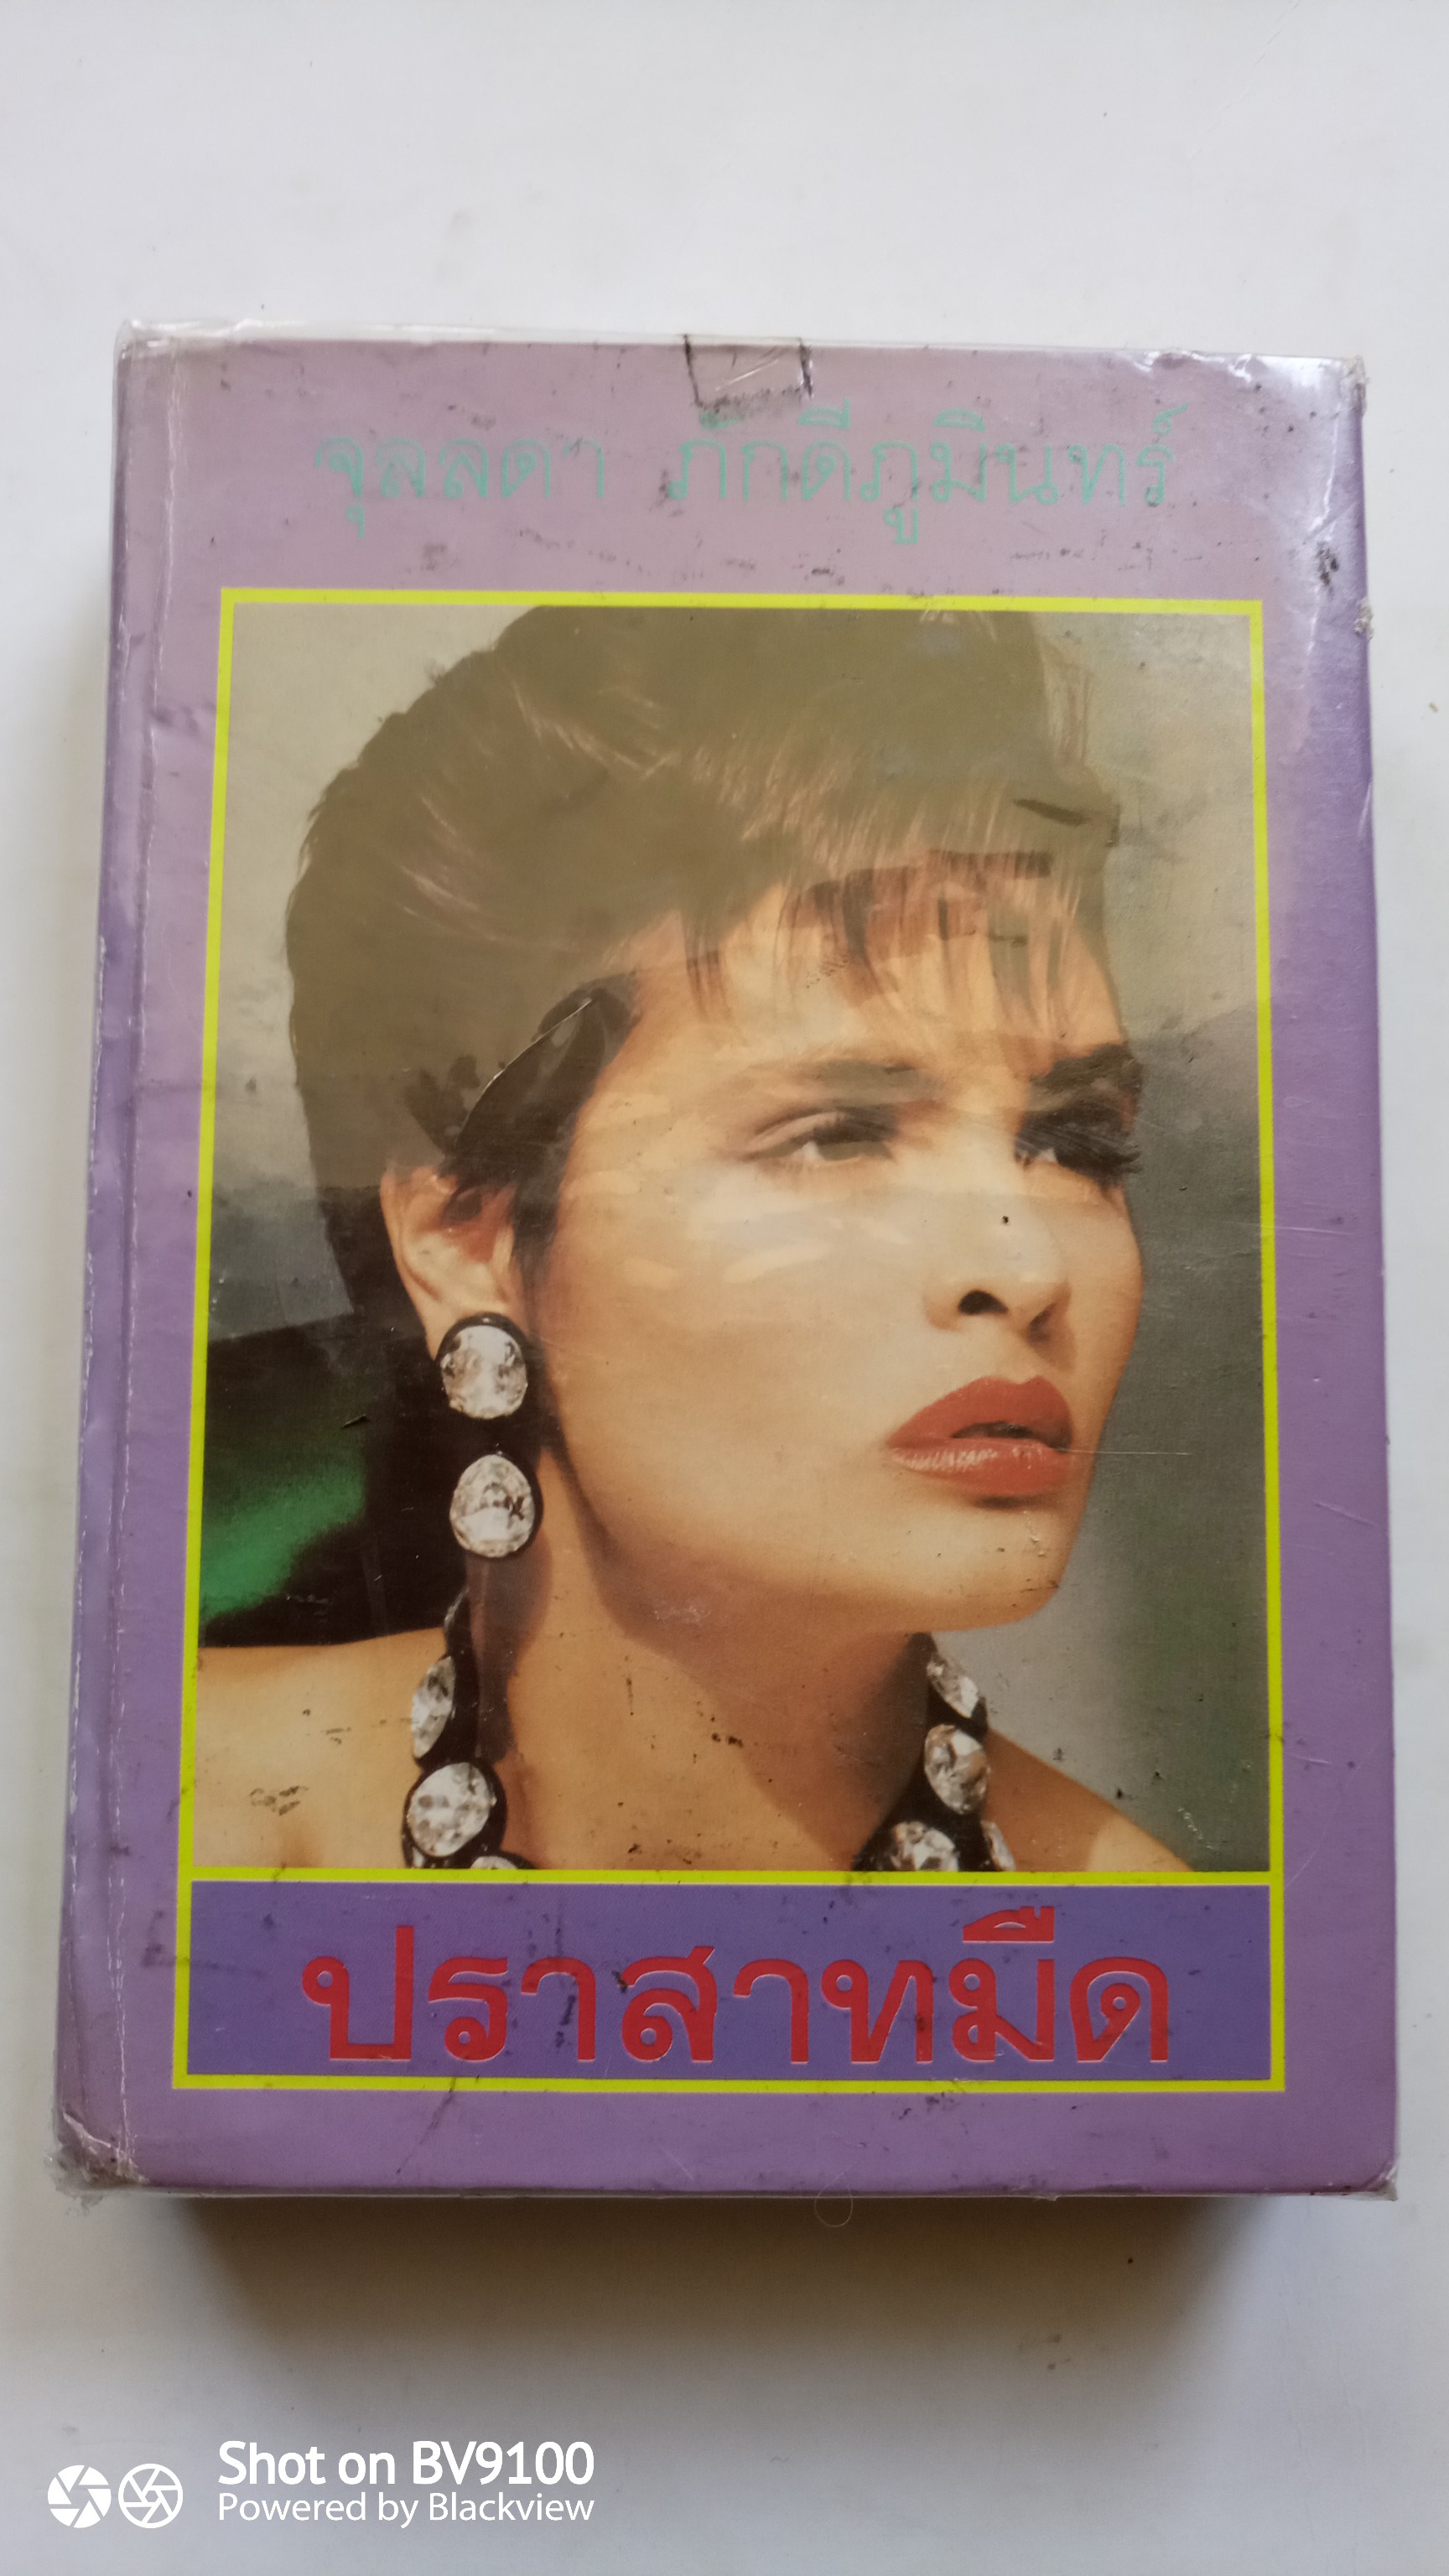 จุลลดา ภักดีภูมินทร์
ปราสาทมืด
Shot on BV9100
Powered by Blackview